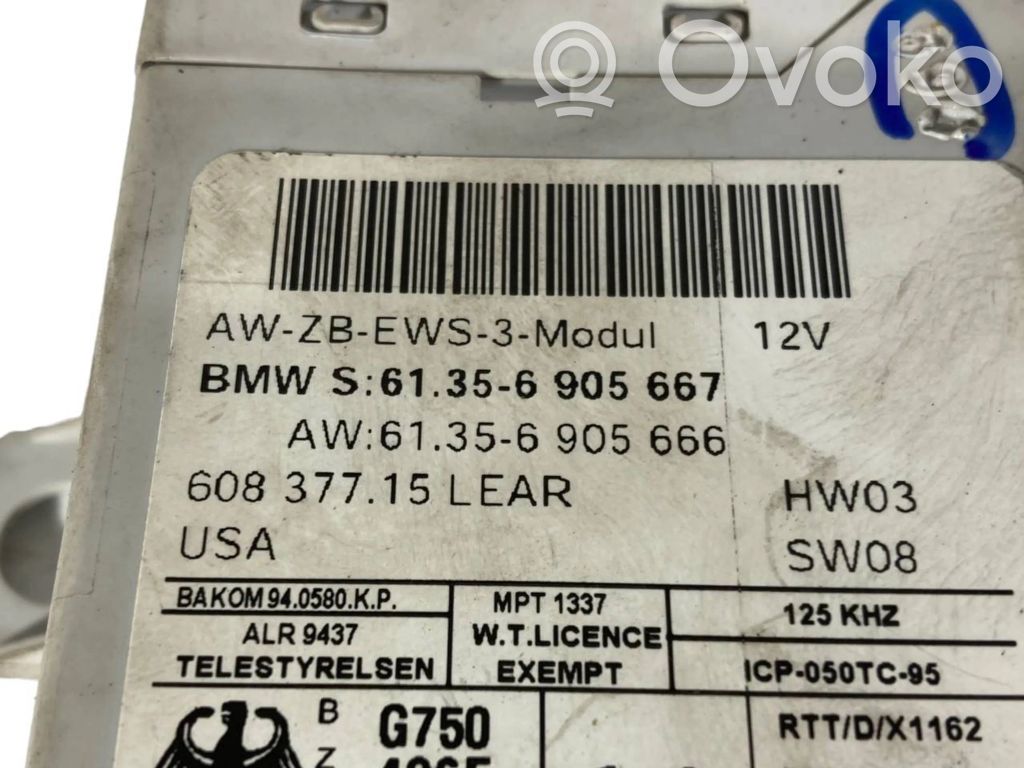 Ovoko
AW-ZB-EWS-3-Modul 12V
BMW S:61.35-6 905 667
AW:61.35-6 905 666
608 377.15 LEAR HW03
USA SW08
BAKOM 94.0580.K.P. MPT 1337 125 KHZ
ALR 9437 W.T.LICENCE
TELESTYRELSEN EXEMPT ICP-050TC-95
B G750 RTT/D/X1162
Z